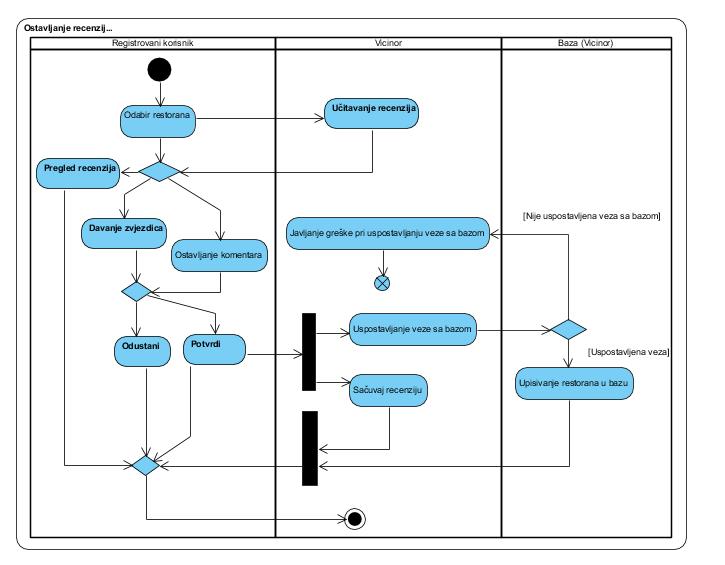 Ostavljanje recenzij...
Registrovani korisnik
Vicinor
Baza (Vicinor)
Odabir restorana
Učitavanje recenzija
Pregled recenzija
Davanje zvjezdica
Ostavljanje komentara
Javljanje greške pri uspostavljanju veze sa bazom
[Nije uspostavljena veza sa bazom]
Odustani
Potvrdi
Uspostavljanje veze sa bazom
[Uspostavljena veza]
Sačuvaj recenziju
Upisivanje restorana u bazu